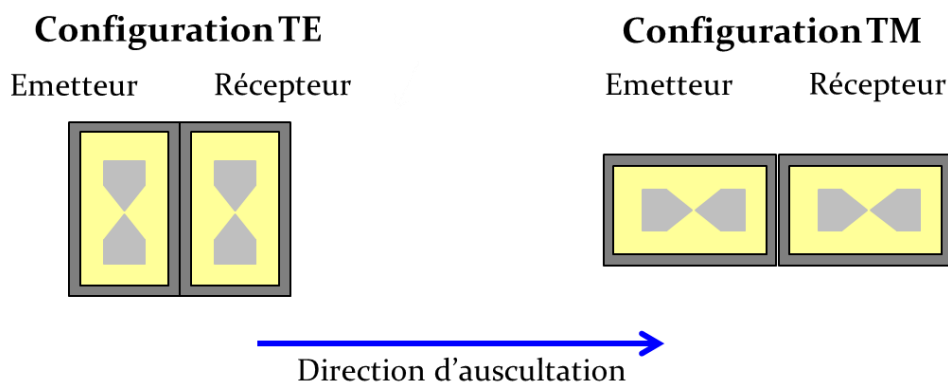 Configuration TE
Configuration TM
Emetteur
Récepteur
Emetteur
Récepteur
Direction d'auscultation